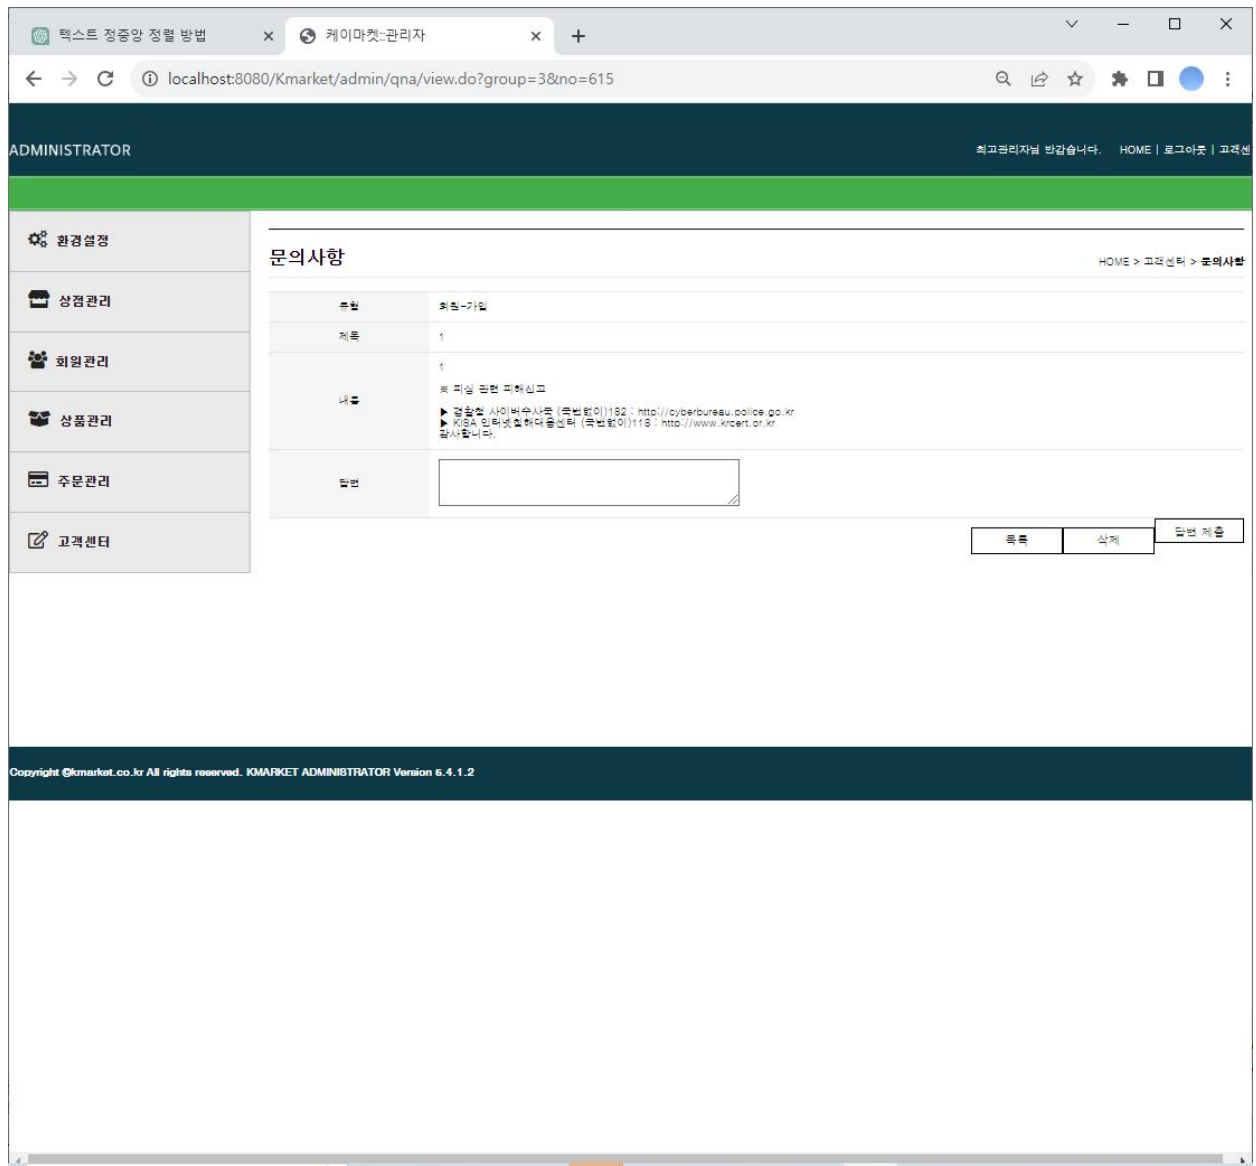 텍스트 정중앙 정렬 방법
케이마켓::관리자
localhost:8080/Kmarket/admin/qna/view.do?group=3&no=615
ADMINISTRATOR
최고관리자님 반갑습니다. HOME | 로그아웃 | 고객센
환경설정
문의사항
HOME > 고객센터 > 문의사항
상점관리
유형 회원-가입
제목 1
회원관리
내용
1
※ 피싱 관련 피해신고
▶ 경찰청 사이버수사국 (국번없이)182 : http://cyberbureau.police.go.kr
▶ KISA 인터넷침해대응센터 (국번없이)118 : http://www.krcert.or.kr
감사합니다.
상품관리
주문관리
답변
고객센터
목록 삭제 답변 제출
Copyright ©kmarket.co.kr All rights reserved. KMARKET ADMINISTRATOR Version 5.4.1.2